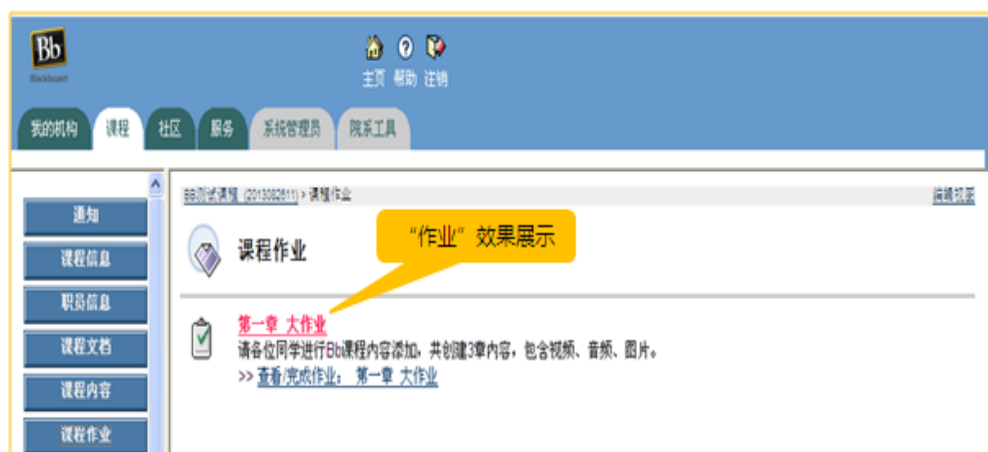 Bb
Blackboard
主页 帮助 注销
我的机构 课程 社区 服务 系统管理员 院系工具
BB测试课程 (2013082611) > 课程作业
编辑视图
通知
课程信息
职员信息
课程文档
课程内容
课程作业
课程作业
“作业”效果展示
第一章 大作业
请各位同学进行Bb课程内容添加，共创建3章内容，包含视频、音频、图片。
>> 查看/完成作业： 第一章 大作业